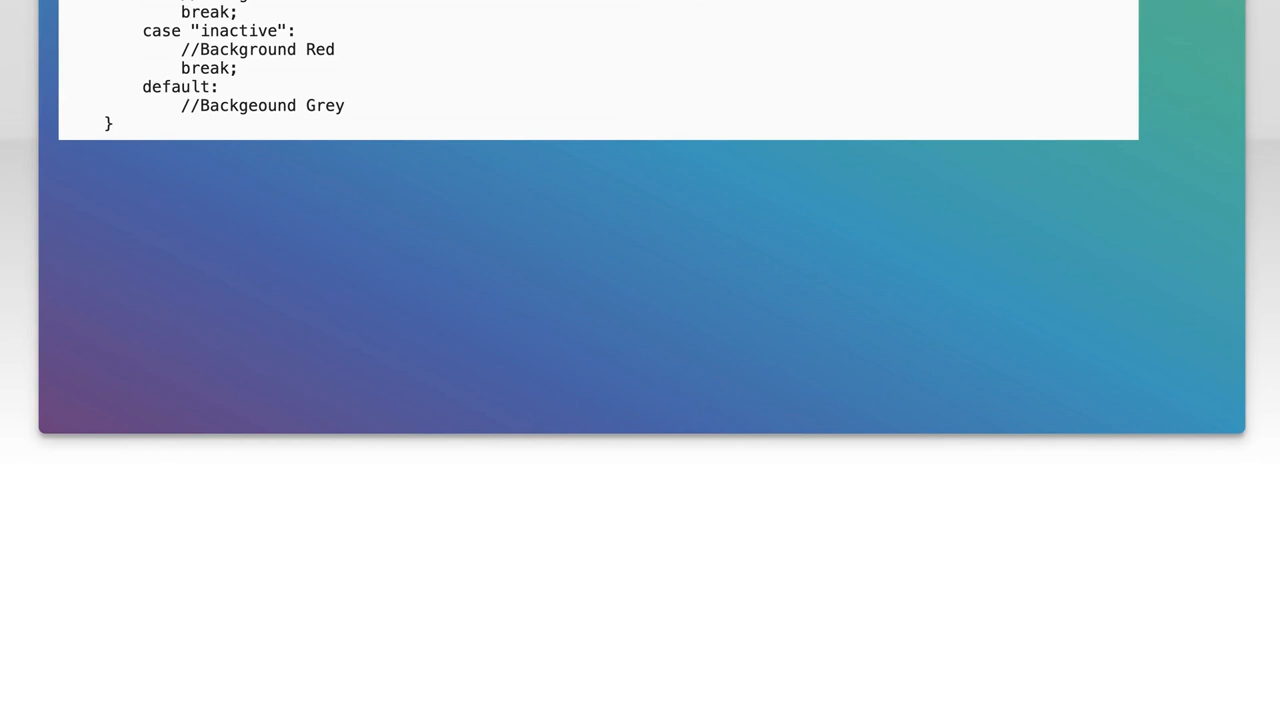 break;
case "inactive":
//Background Red
break;
default:
//Backgeound Grey
}